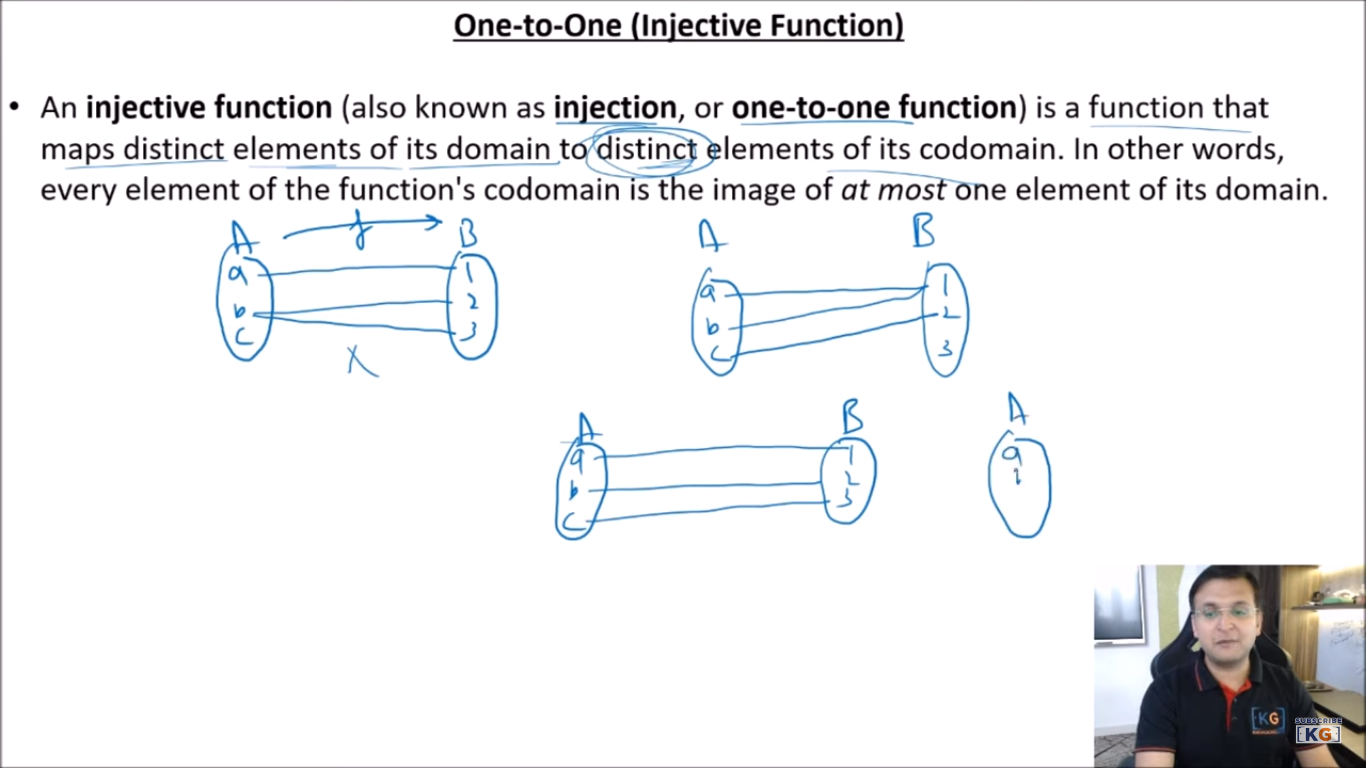 One-to-One (Injective Function)
• An injective function (also known as injection, or one-to-one function) is a function that
maps distinct elements of its domain to distinct elements of its codomain. In other words,
every element of the function's codomain is the image of at most one element of its domain.
A f B
a 1
b 2
c 3
X
A B
a 1
b 2
c 3
A B
a 1
b 2
c 3
A
a
KG
SUBSCRIBE
KG